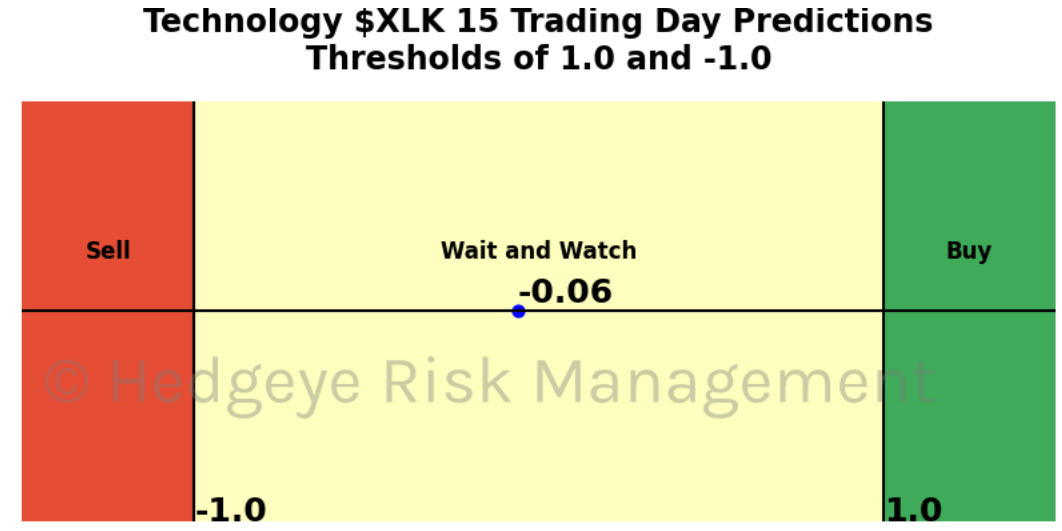 Technology $XLK 15 Trading Day Predictions
Thresholds of 1.0 and -1.0
Sell
Wait and Watch
Buy
-0.06
© Hedgeye Risk Management
-1.0
1.0